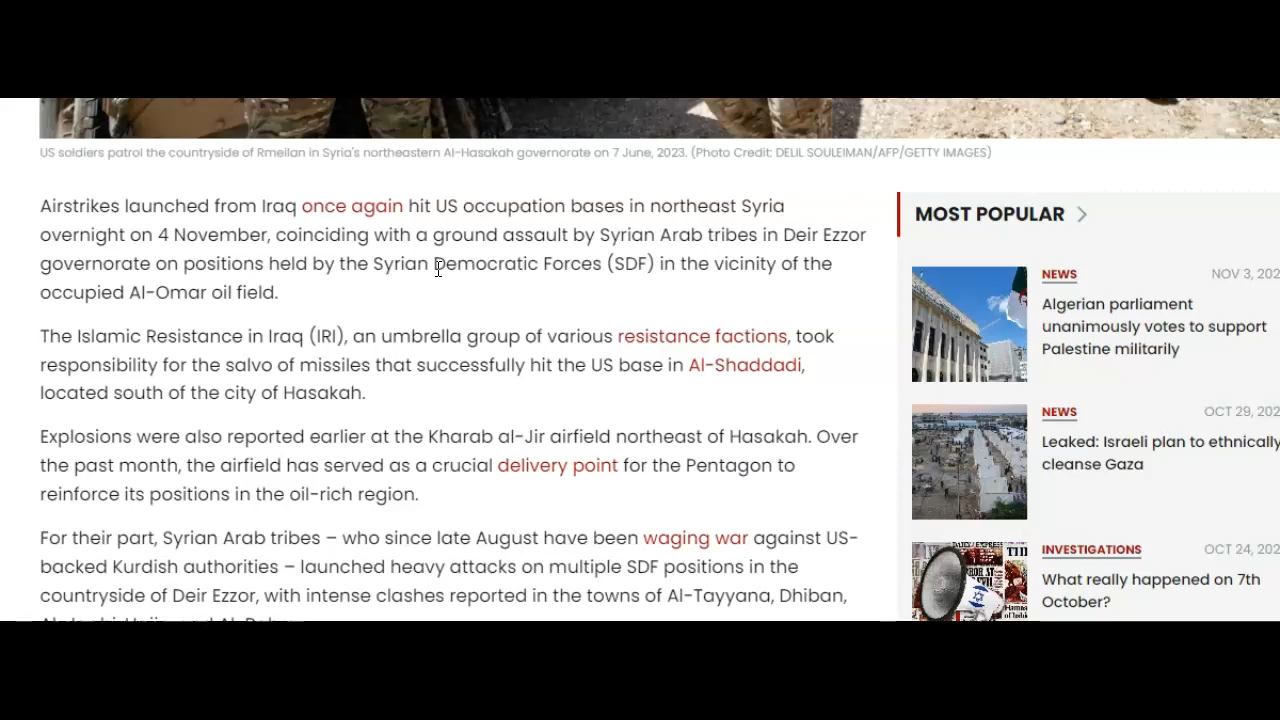 US soldiers patrol the countryside of Rmeilan in Syria's northeastern Al-Hasakah governorate on 7 June, 2023. (Photo Credit: DELIL SOULEIMAN/AFP/GETTY IMAGES)
Airstrikes launched from Iraq once again hit US occupation bases in northeast Syria
overnight on 4 November, coinciding with a ground assault by Syrian Arab tribes in Deir Ezzor
governorate on positions held by the Syrian Democratic Forces (SDF) in the vicinity of the
occupied Al-Omar oil field.
The Islamic Resistance in Iraq (IRI), an umbrella group of various resistance factions, took
responsibility for the salvo of missiles that successfully hit the US base in Al-Shaddadi,
located south of the city of Hasakah.
Explosions were also reported earlier at the Kharab al-Jir airfield northeast of Hasakah. Over
the past month, the airfield has served as a crucial delivery point for the Pentagon to
reinforce its positions in the oil-rich region.
For their part, Syrian Arab tribes – who since late August have been waging war against US-
backed Kurdish authorities – launched heavy attacks on multiple SDF positions in the
countryside of Deir Ezzor, with intense clashes reported in the towns of Al-Tayyana, Dhiban,
MOST POPULAR
NEWS NOV 3, 202
Algerian parliament
unanimously votes to support
Palestine militarily
NEWS OCT 29, 202
Leaked: Israeli plan to ethnically
cleanse Gaza
INVESTIGATIONS OCT 24, 202
What really happened on 7th
October?